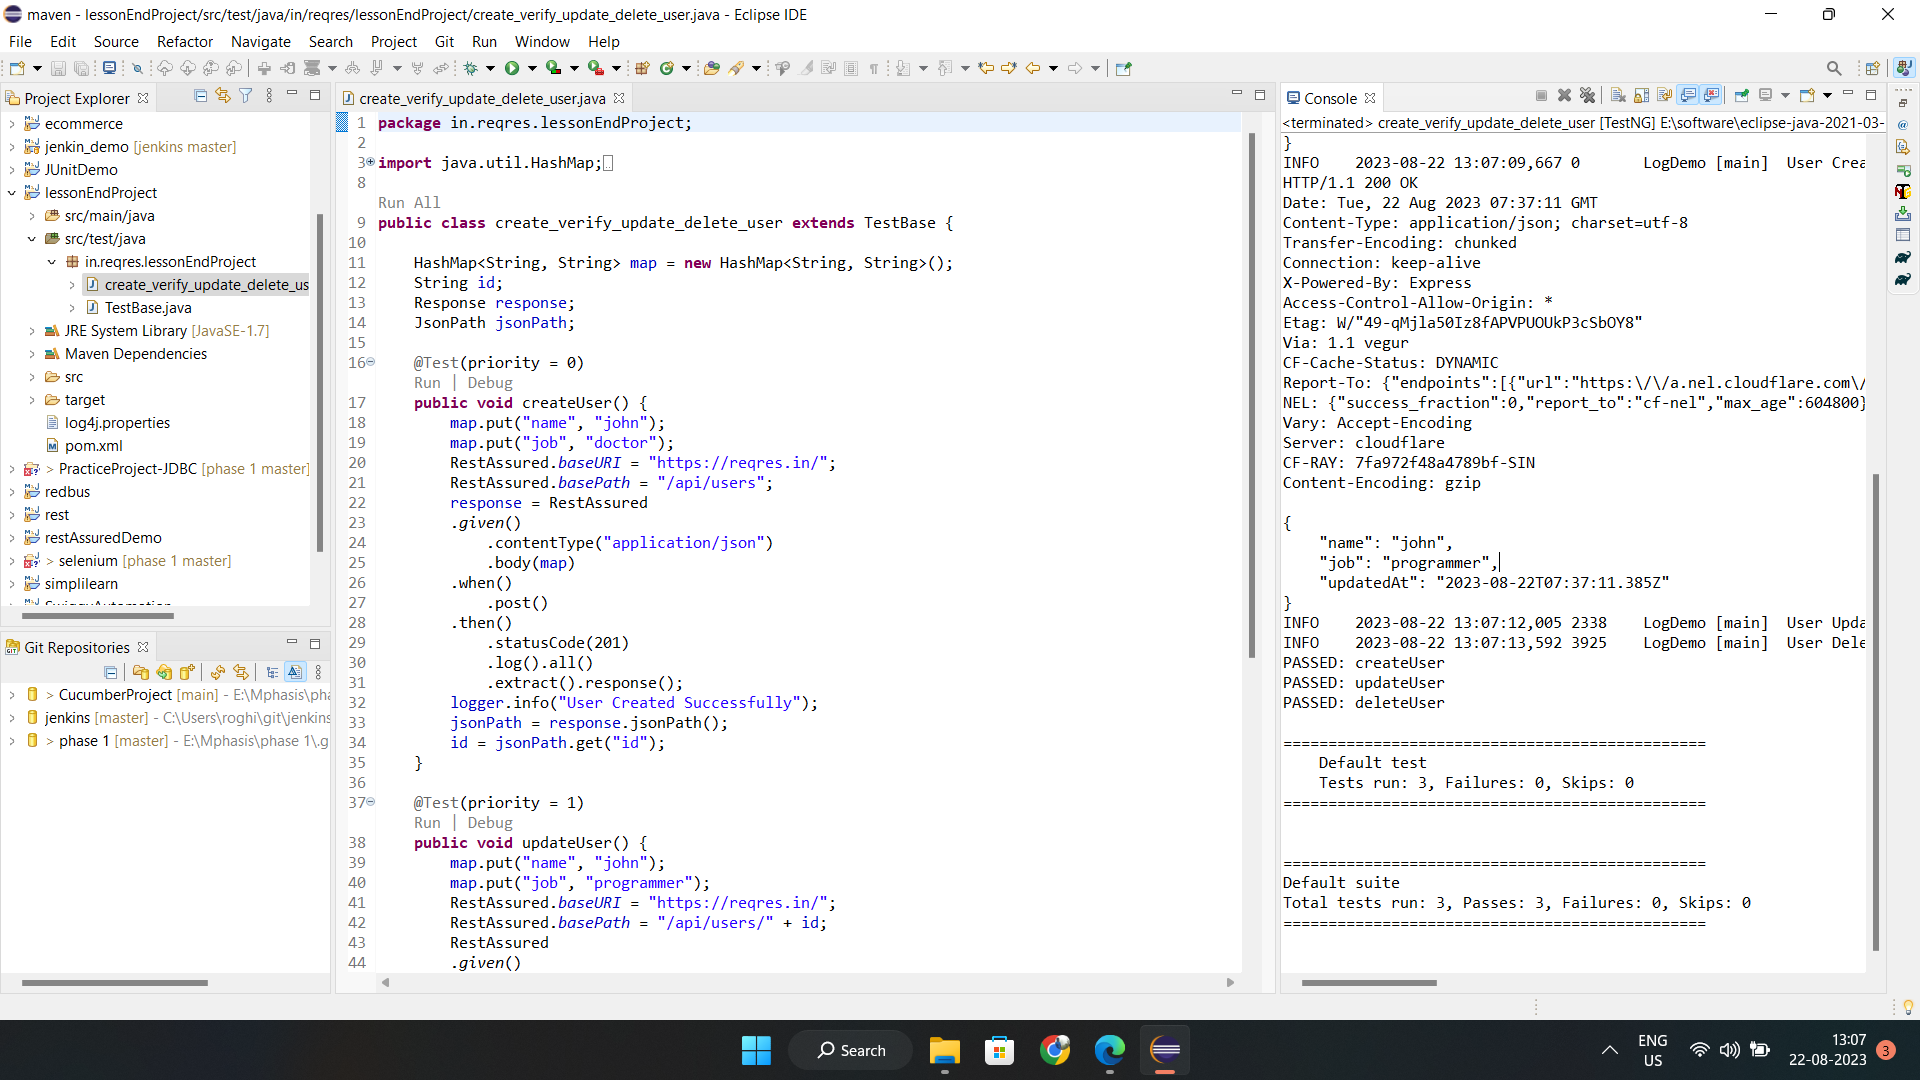 maven - lessonEndProject/src/test/java/in/reqres/lessonEndProject/create_verify_update_delete_user.java - Eclipse IDE
File Edit Source Refactor Navigate Search Project Git Run Window Help
Project Explorer
ecommerce
jenkin_demo [jenkins master]
JUnitDemo
lessonEndProject
src/main/java
src/test/java
in.reqres.lessonEndProject
create_verify_update_delete_us
TestBase.java
JRE System Library [JavaSE-1.7]
Maven Dependencies
src
target
log4j.properties
pom.xml
> PracticeProject-JDBC [phase 1 master]
redbus
rest
restAssuredDemo
> selenium [phase 1 master]
simplilearn
Git Repositories
> CucumberProject [main] - E:\Mphasis\pha
jenkins [master] - C:\Users\roghi\git\jenkins
> phase 1 [master] - E:\Mphasis\phase 1\.g
create_verify_update_delete_user.java
1 package in.reqres.lessonEndProject;
2
3 import java.util.HashMap;
8
Run All
9 public class create_verify_update_delete_user extends TestBase {
10
11 HashMap<String, String> map = new HashMap<String, String>();
12 String id;
13 Response response;
14 JsonPath jsonPath;
15
16 @Test(priority = 0)
Run | Debug
17 public void createUser() {
18 map.put("name", "john");
19 map.put("job", "doctor");
20 RestAssured.baseURI = "https://reqres.in/";
21 RestAssured.basePath = "/api/users";
22 response = RestAssured
23 .given()
24 .contentType("application/json")
25 .body(map)
26 .when()
27 .post()
28 .then()
29 .statusCode(201)
30 .log().all()
31 .extract().response();
32 logger.info("User Created Successfully");
33 jsonPath = response.jsonPath();
34 id = jsonPath.get("id");
35 }
36
37 @Test(priority = 1)
Run | Debug
38 public void updateUser() {
39 map.put("name", "john");
40 map.put("job", "programmer");
41 RestAssured.baseURI = "https://reqres.in/";
42 RestAssured.basePath = "/api/users/" + id;
43 RestAssured
44 .given()
Console
<terminated> create_verify_update_delete_user [TestNG] E:\software\eclipse-java-2021-03-
}
INFO 2023-08-22 13:07:09,667 0 LogDemo [main] User Crea
HTTP/1.1 200 OK
Date: Tue, 22 Aug 2023 07:37:11 GMT
Content-Type: application/json; charset=utf-8
Transfer-Encoding: chunked
Connection: keep-alive
X-Powered-By: Express
Access-Control-Allow-Origin: *
Etag: W/"49-qMjla50Iz8fAPVPUOUkP3cSbOY8"
Via: 1.1 vegur
CF-Cache-Status: DYNAMIC
Report-To: {"endpoints":[{"url":"https:\/\/a.nel.cloudflare.com\/
NEL: {"success_fraction":0,"report_to":"cf-nel","max_age":604800}
Vary: Accept-Encoding
Server: cloudflare
CF-RAY: 7fa972f48a4789bf-SIN
Content-Encoding: gzip
{
"name": "john",
"job": "programmer",
"updatedAt": "2023-08-22T07:37:11.385Z"
}
INFO 2023-08-22 13:07:12,005 2338 LogDemo [main] User Upda
INFO 2023-08-22 13:07:13,592 3925 LogDemo [main] User Dele
PASSED: createUser
PASSED: updateUser
PASSED: deleteUser
===============================================
Default test
Tests run: 3, Failures: 0, Skips: 0
===============================================
===============================================
Default suite
Total tests run: 3, Passes: 3, Failures: 0, Skips: 0
===============================================
Search
ENG
US
13:07
22-08-2023
3